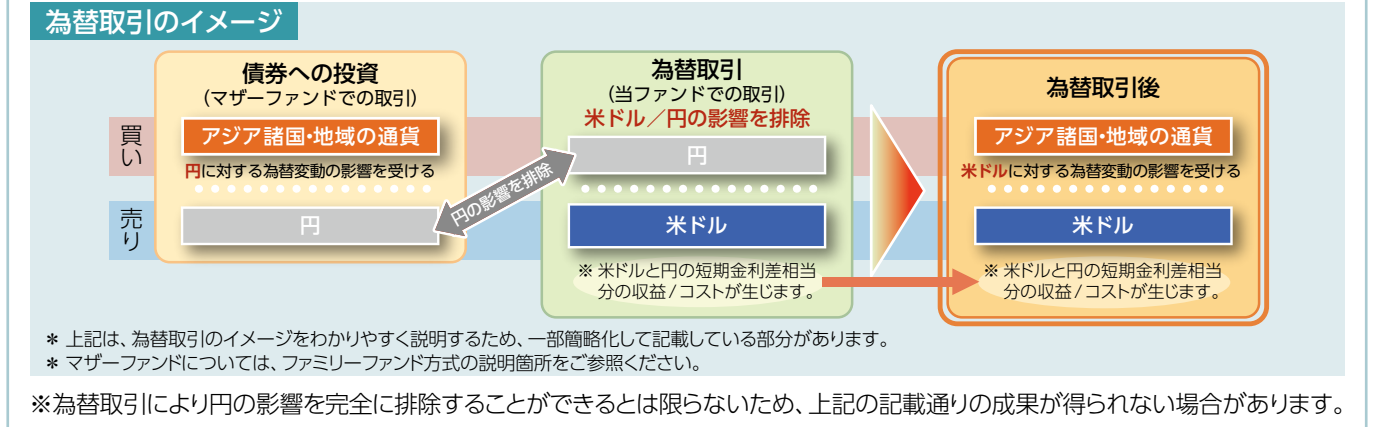 為替取引のイメージ
債券への投資
(マザーファンドでの取引)
買い
アジア諸国・地域の通貨
円に対する為替変動の影響を受ける
売り
円
円の影響を排除
為替取引
(当ファンドでの取引)
米ドル/円の影響を排除
円
米ドル
※ 米ドルと円の短期金利差相当
分の収益/コストが生じます。
為替取引後
アジア諸国・地域の通貨
米ドルに対する為替変動の影響を受ける
米ドル
※ 米ドルと円の短期金利差相当
分の収益/コストが生じます。
＊ 上記は、為替取引のイメージをわかりやすく説明するため、一部簡略化して記載している部分があります。
＊ マザーファンドについては、ファミリーファンド方式の説明箇所をご参照ください。
※為替取引により円の影響を完全に排除することができるとは限らないため、上記の記載通りの成果が得られない場合があります。